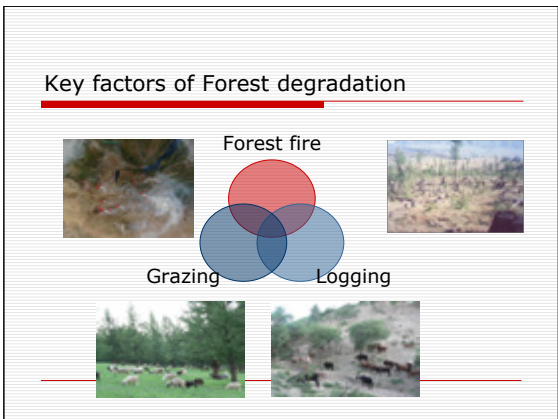 Key factors of Forest degradation
Forest fire
Grazing
Logging